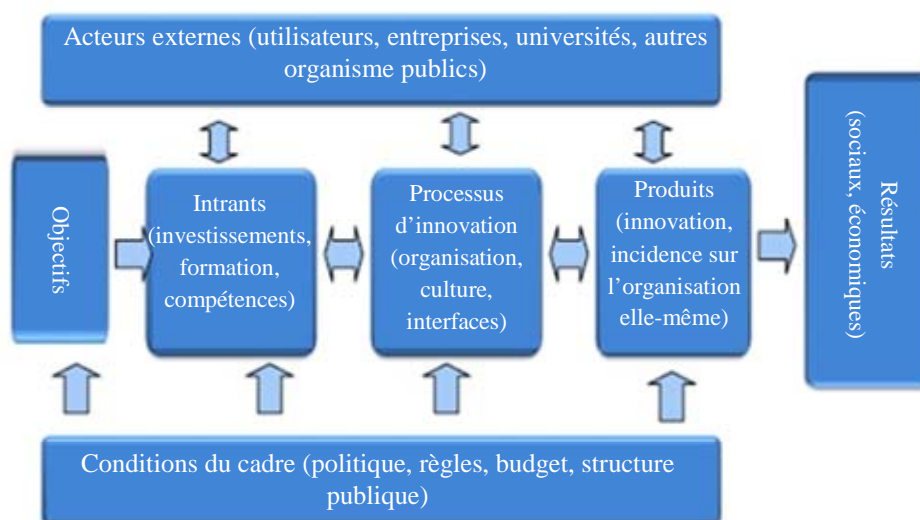 Acteurs externes (utilisateurs, entreprises, universités, autres
organisme publics)
Objectifs
Intrants
(investissements,
formation,
compétences)
Processus
d’innovation
(organisation,
culture,
interfaces)
Produits
(innovation,
incidence sur
l’organisation
elle-même)
Résultats
(sociaux, économiques)
Conditions du cadre (politique, règles, budget, structure
publique)